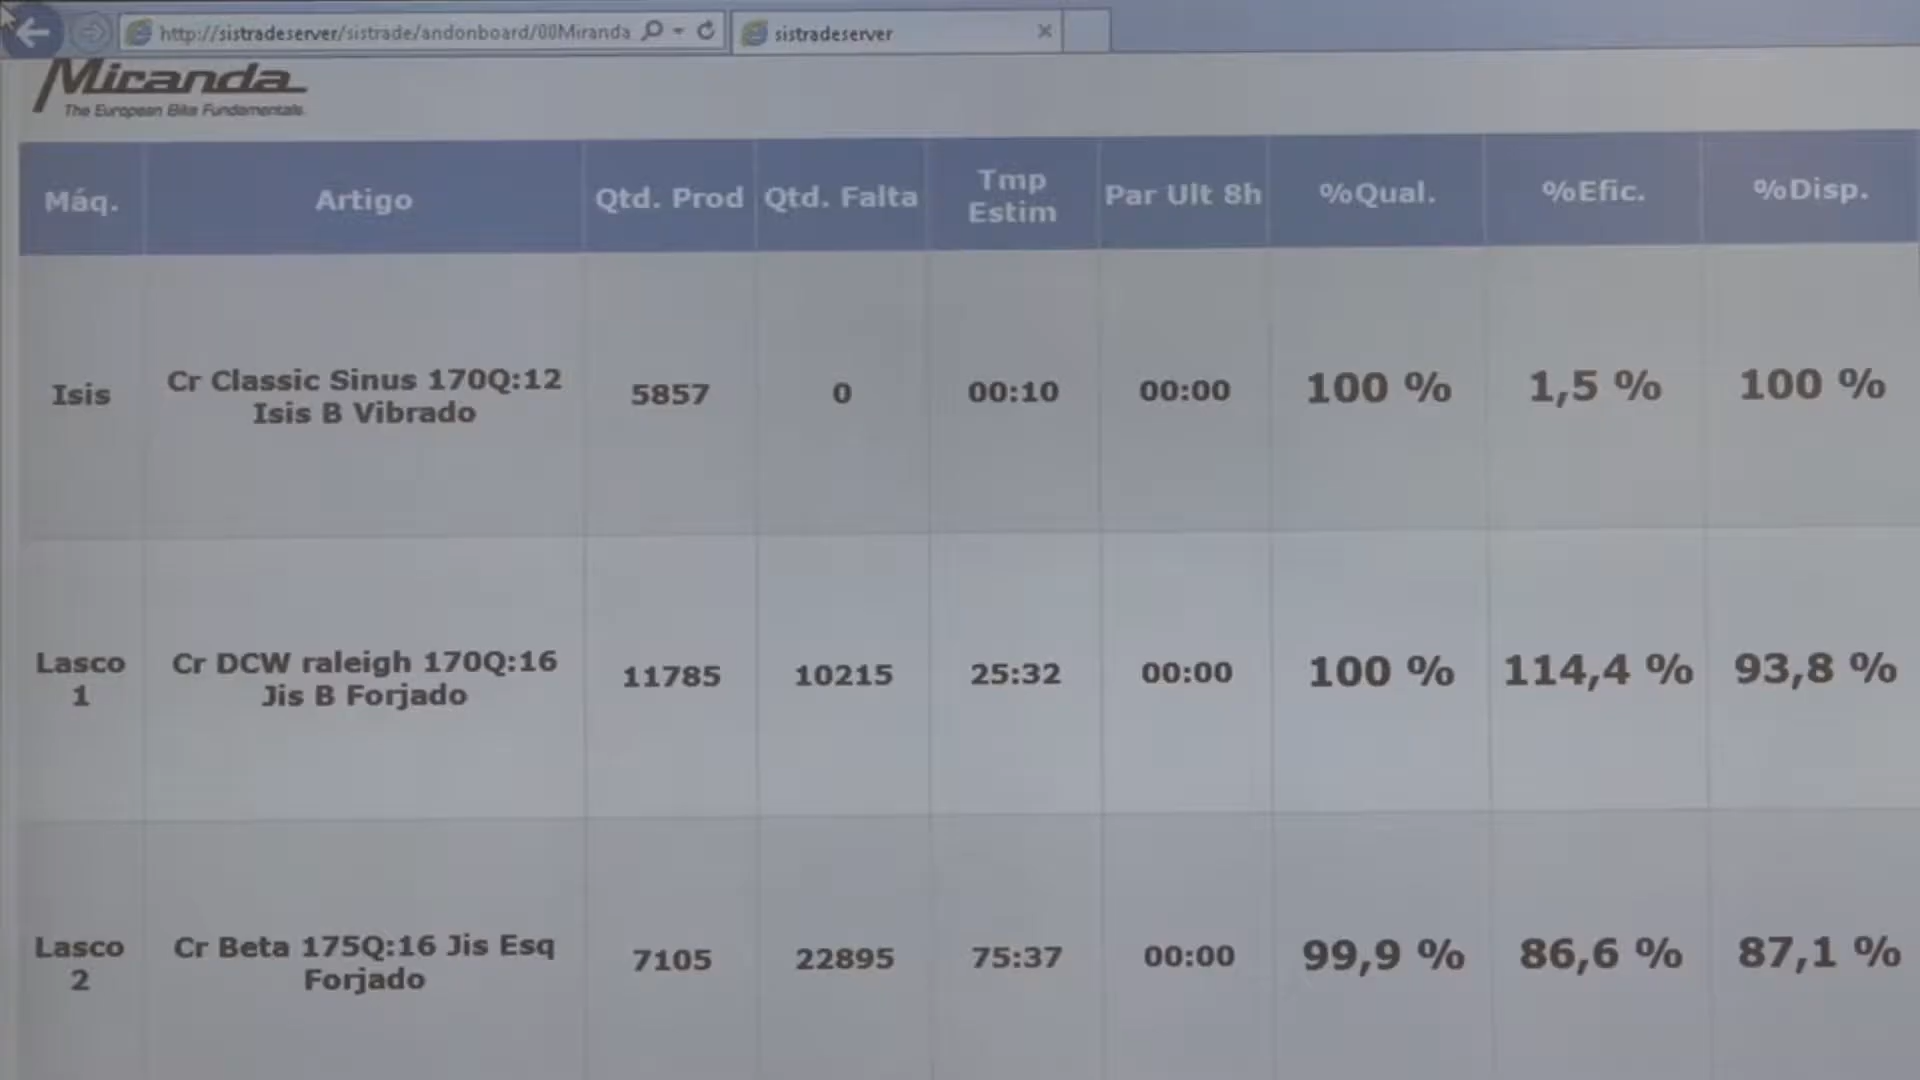 http://sistradeserver/sistrade/andonboard/00Miranda
sistradeserver
Miranda
The European Bike Fundamentals.
Máq. Artigo Qtd. Prod Qtd. Falta Tmp Estim Par Ult 8h %Qual. %Efic. %Disp.
Isis Cr Classic Sinus 170Q:12 Isis B Vibrado 5857 0 00:10 00:00 100 % 1,5 % 100 %
Lasco 1 Cr DCW raleigh 170Q:16 Jis B Forjado 11785 10215 25:32 00:00 100 % 114,4 % 93,8 %
Lasco 2 Cr Beta 175Q:16 Jis Esq Forjado 7105 22895 75:37 00:00 99,9 % 86,6 % 87,1 %